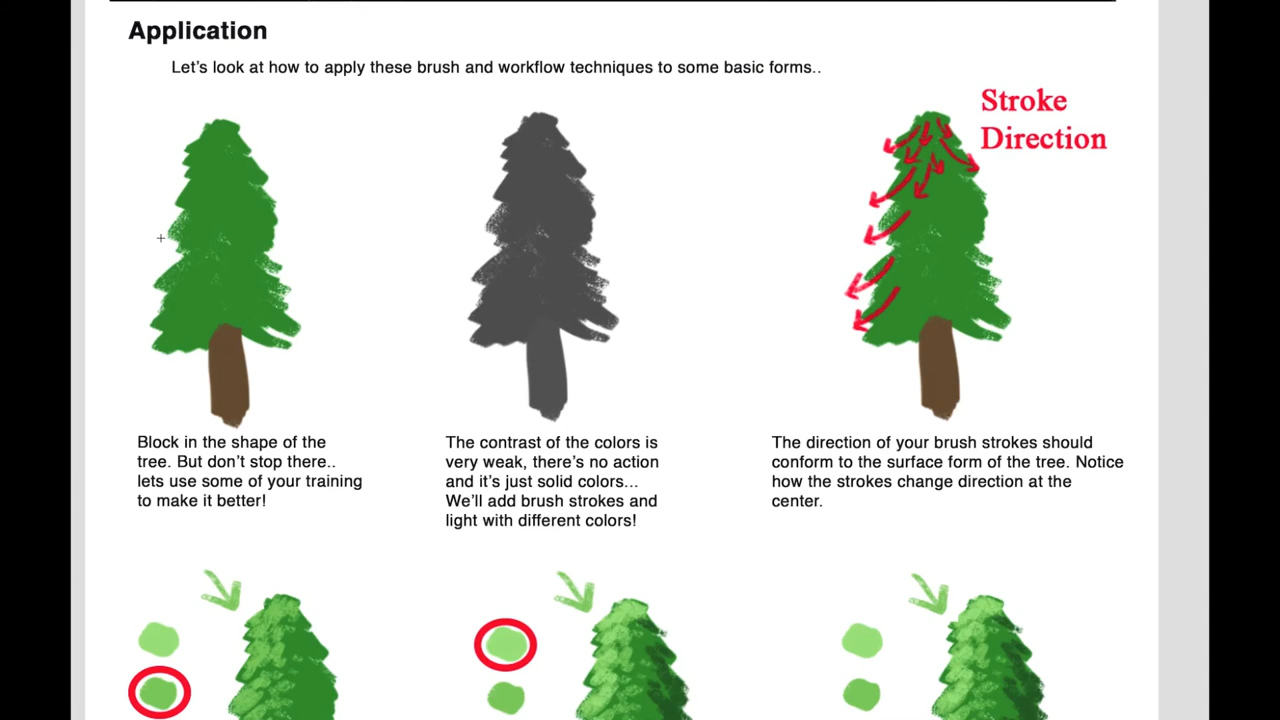 Application
Let's look at how to apply these brush and workflow techniques to some basic forms..
Stroke
Direction
Block in the shape of the
tree. But don't stop there..
lets use some of your training
to make it better!
The contrast of the colors is
very weak, there's no action
and it's just solid colors...
We'll add brush strokes and
light with different colors!
The direction of your brush strokes should
conform to the surface form of the tree. Notice
how the strokes change direction at the
center.